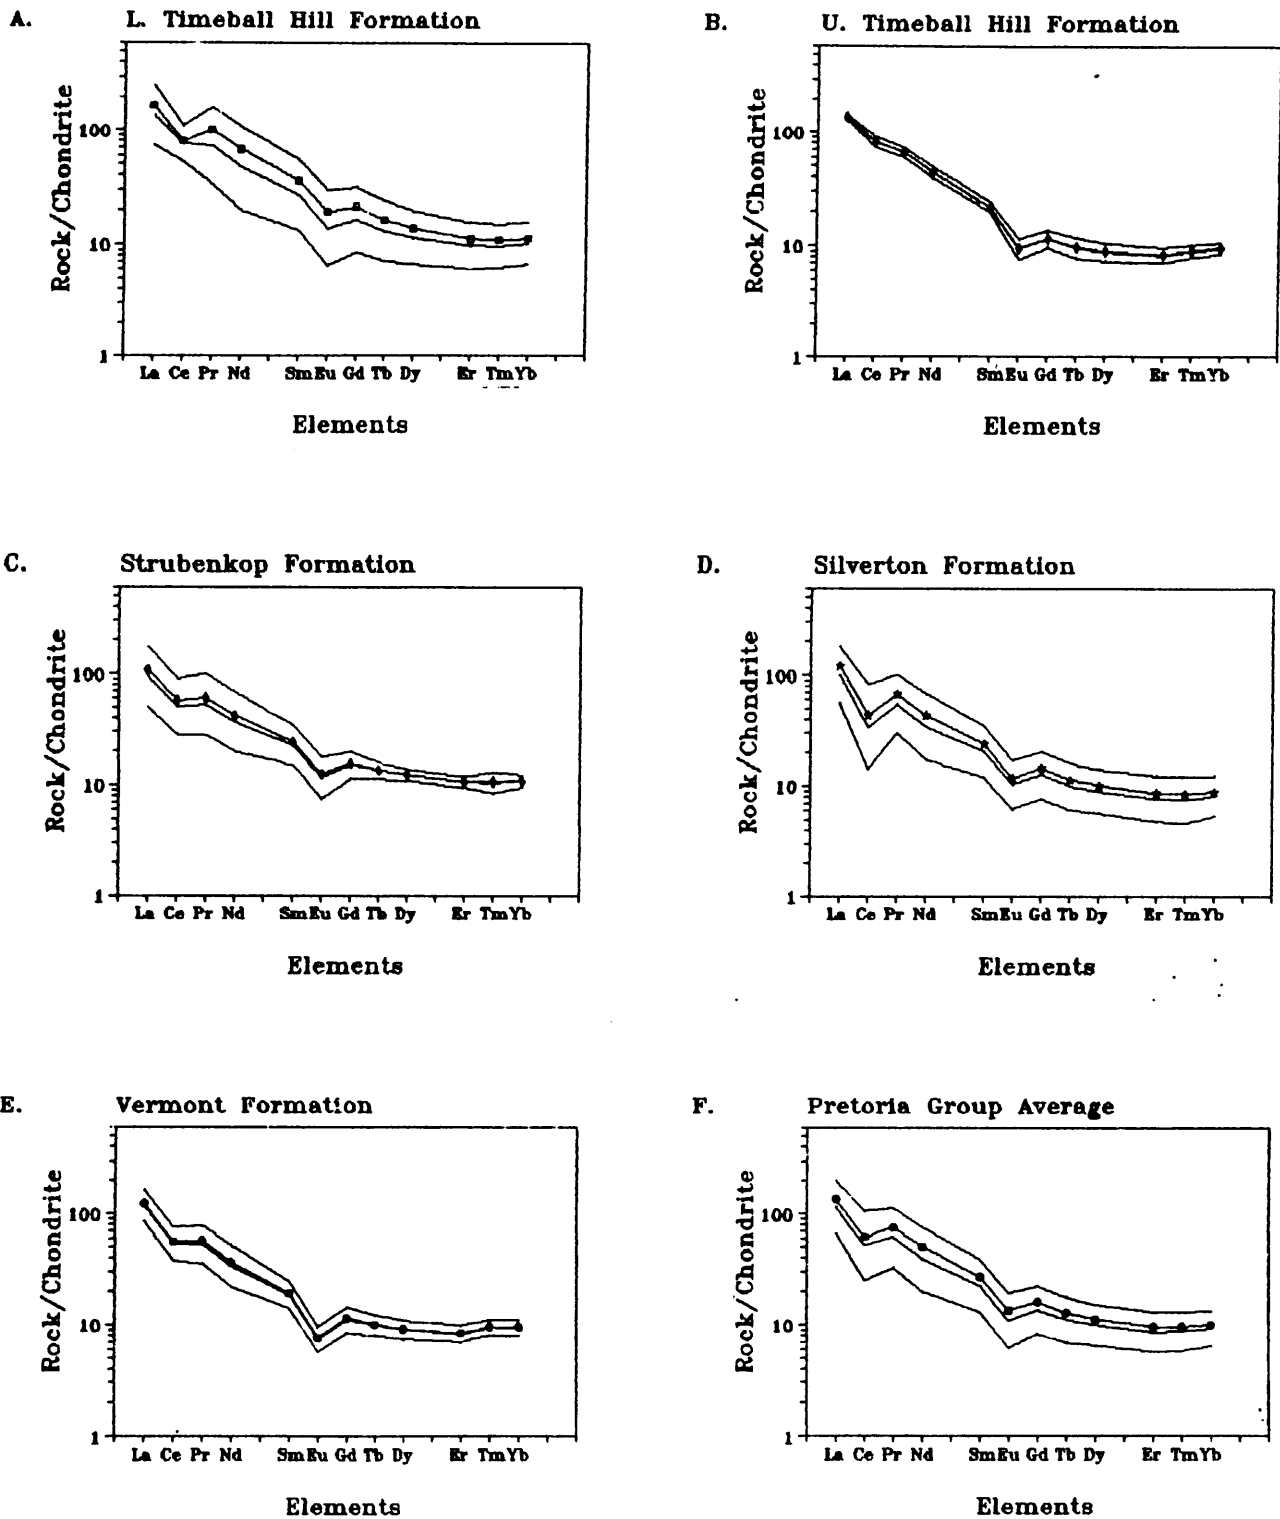 A. L. Timeball Hill Formation
Rock/Chondrite
100
10
1
La Ce Pr Nd Sm Eu Gd Tb Dy Er Tm Yb
Elements
B. U. Timeball Hill Formation
Rock/Chondrite
100
10
1
La Ce Pr Nd Sm Eu Gd Tb Dy Er Tm Yb
Elements
C. Strubenkop Formation
Rock/Chondrite
100
10
1
La Ce Pr Nd Sm Eu Gd Tb Dy Er Tm Yb
Elements
D. Silverton Formation
Rock/Chondrite
100
10
1
La Ce Pr Nd Sm Eu Gd Tb Dy Er Tm Yb
Elements
E. Vermont Formation
Rock/Chondrite
100
10
1
La Ce Pr Nd Sm Eu Gd Tb Dy Er Tm Yb
Elements
F. Pretoria Group Average
Rock/Chondrite
100
10
1
La Ce Pr Nd Sm Eu Gd Tb Dy Er Tm Yb
Elements